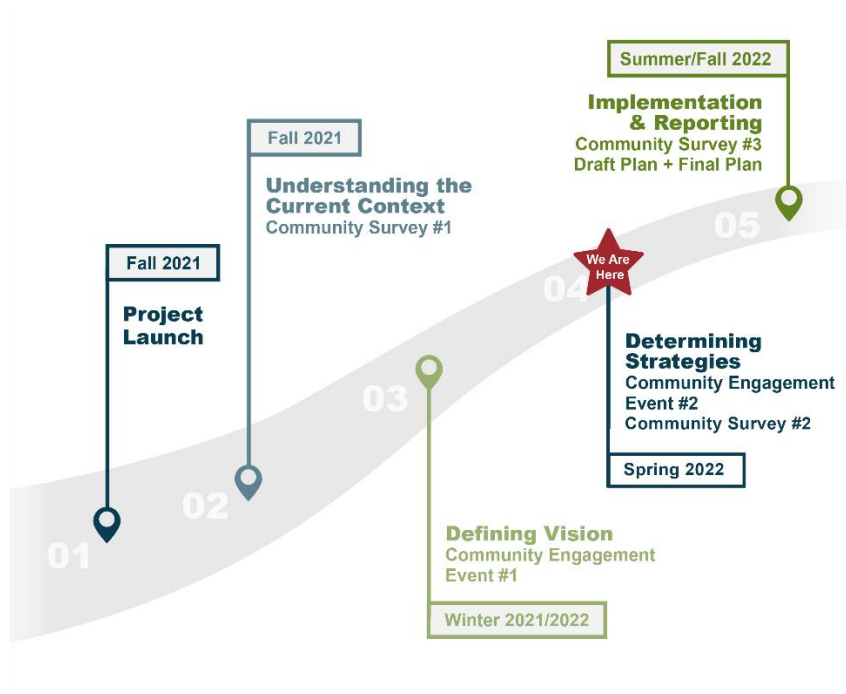 01
Fall 2021
Project
Launch
02
Fall 2021
Understanding the
Current Context
Community Survey #1
03
Defining Vision
Community Engagement
Event #1
Winter 2021/2022
04
We Are
Here
Determining
Strategies
Community Engagement
Event #2
Community Survey #2
Spring 2022
05
Summer/Fall 2022
Implementation
& Reporting
Community Survey #3
Draft Plan + Final Plan